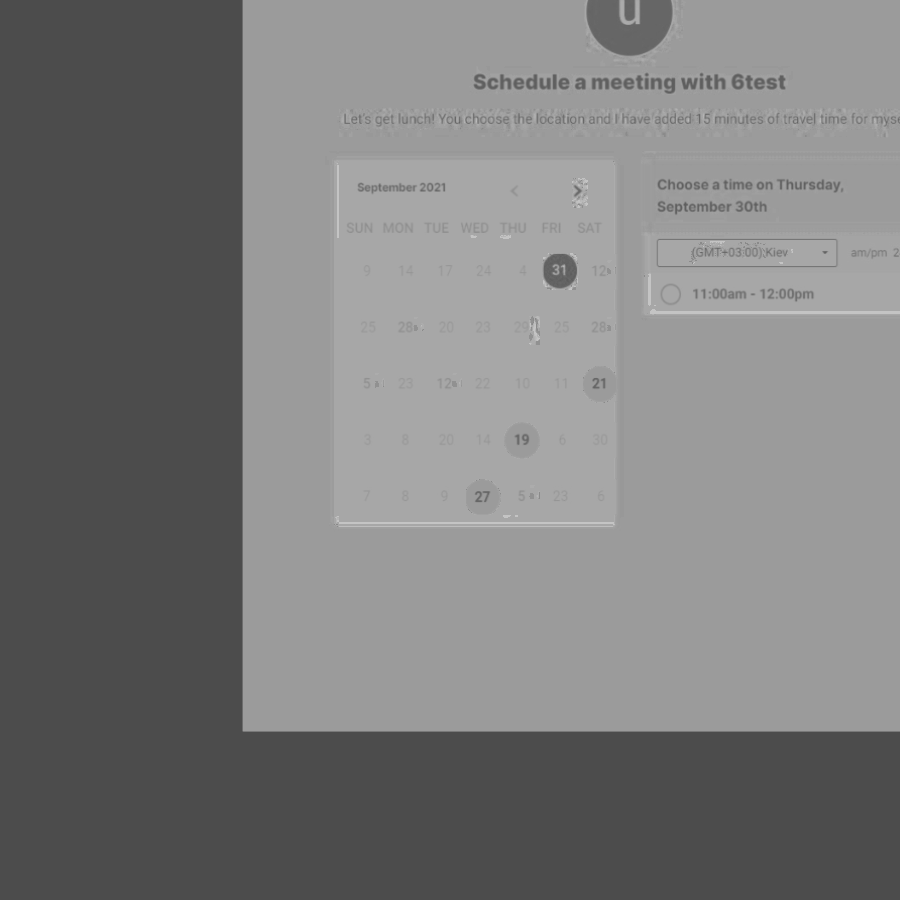 u
Schedule a meeting with 6test
Let's get lunch! You choose the location and I have added 15 minutes of travel time for myse
September 2021
SUN MON TUE WED THU FRI SAT
9 14 17 24 4 31 12
25 28 20 23 29 25 28
5 23 12 22 10 11 21
3 8 20 14 19 6 30
7 8 9 27 5 23 6
Choose a time on Thursday,
September 30th
(GMT+03:00) Kiev
am/pm 2
11:00am - 12:00pm